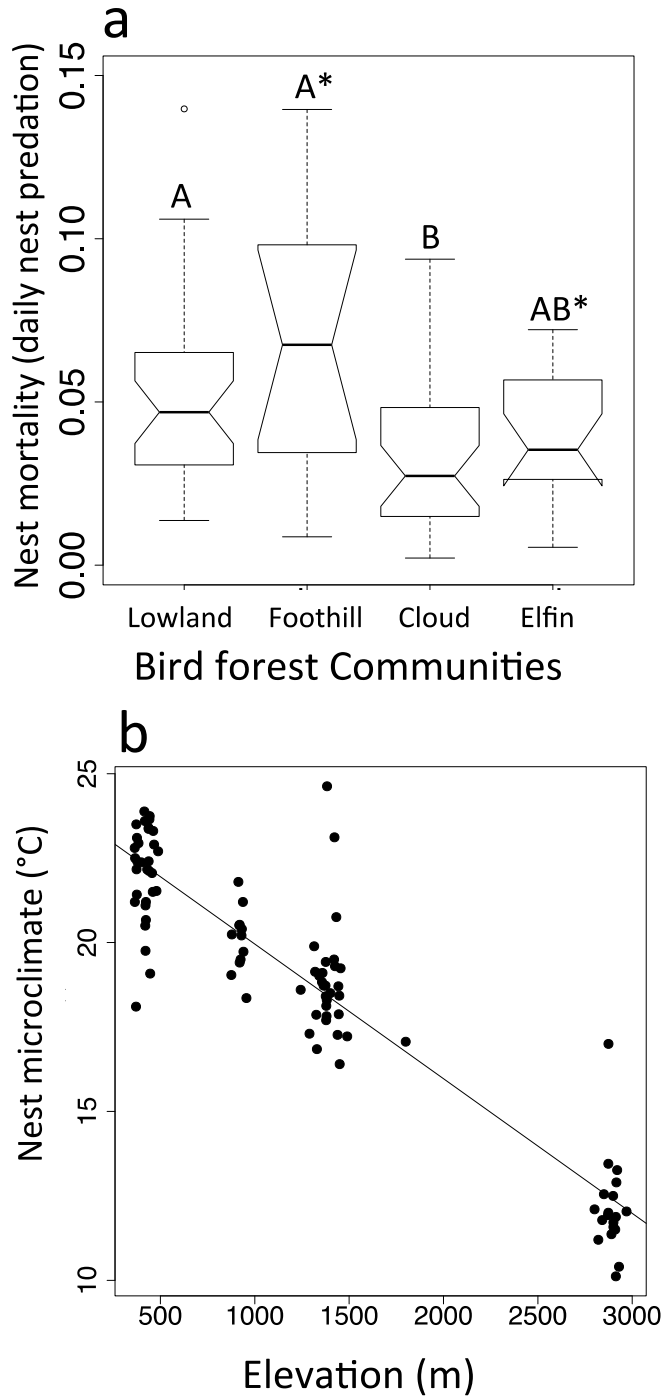 a
Nest mortality (daily nest predation)
0.15
0.10
0.05
0.00
A
A*
B
AB*
Lowland Foothill Cloud Elfin
Bird forest Communities
b
Nest microclimate (°C)
25
20
15
10
500 1000 1500 2000 2500 3000
Elevation (m)